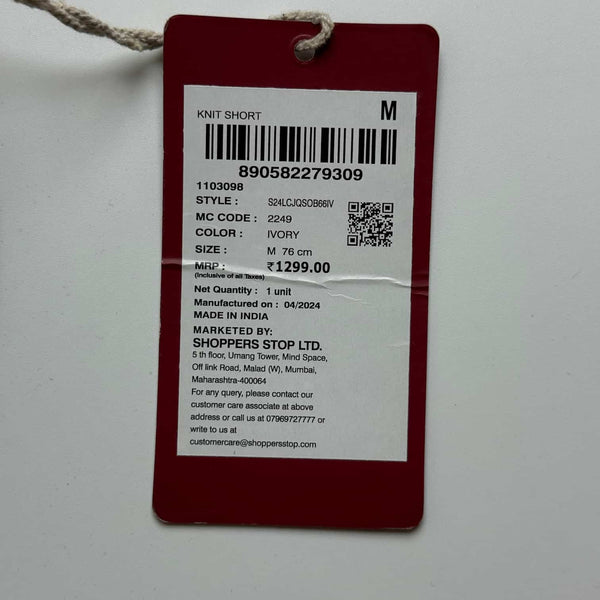 M
KNIT SHORT
890582279309
1103098
STYLE : S24LCJQSOB66IV
MC CODE : 2249
COLOR : IVORY
SIZE : M 76 cm
MRP : ₹1299.00
(Inclusive of all Taxes)
Net Quantity : 1 unit
Manufactured on : 04/2024
MADE IN INDIA
MARKETED BY:
SHOPPERS STOP LTD.
5 th floor, Umang Tower, Mind Space,
Off link Road, Malad (W), Mumbai,
Maharashtra-400064
For any query, please contact our
customer care associate at above
address or call us at 07969727777 or
write to us at
customercare@shoppersstop.com